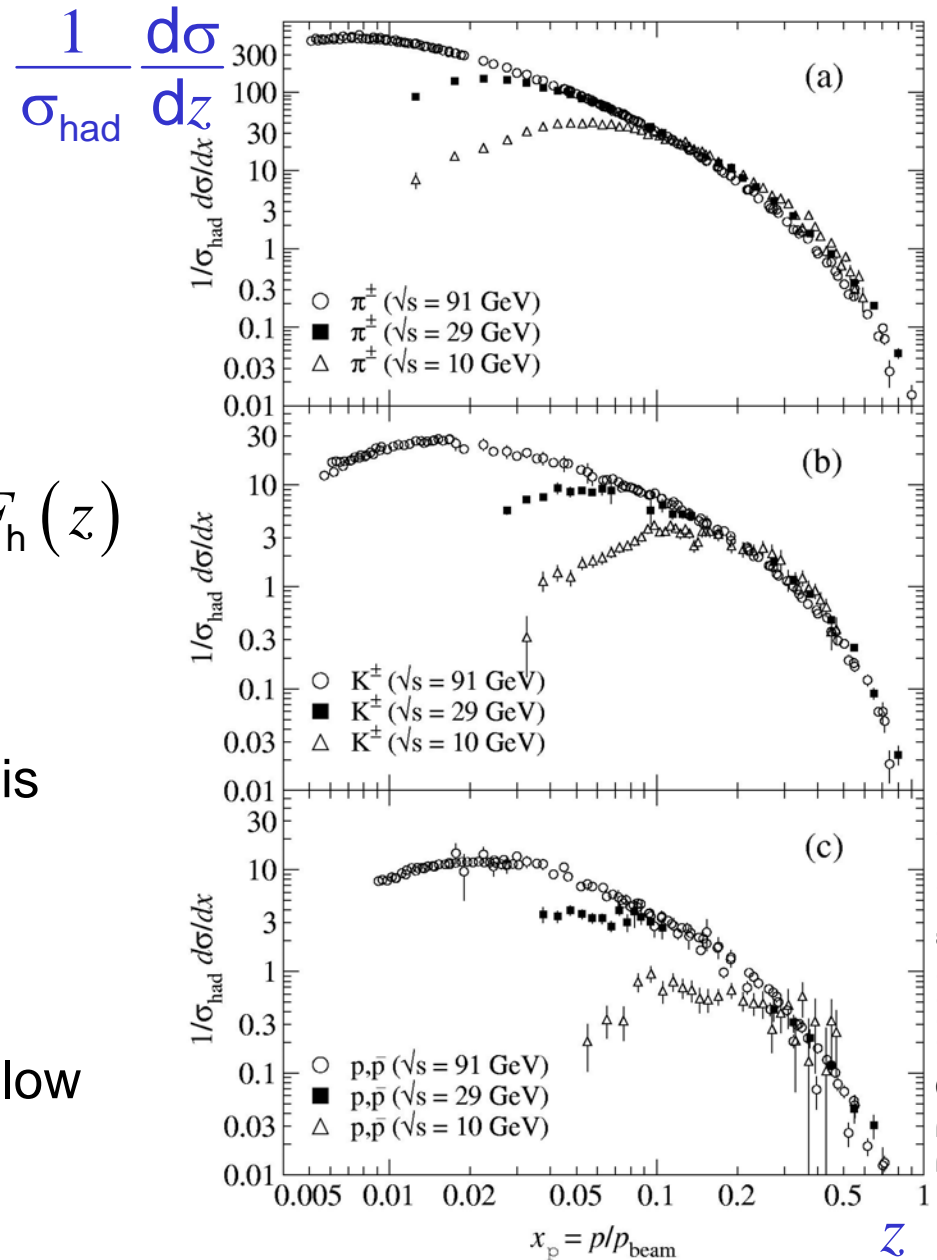 1 dσ
σhad dz
1/σhad dσ/dx
300
100
30
10
3
1
0.3
0.1
0.03
0.01
(a)
○ π± (√s = 91 GeV)
■ π± (√s = 29 GeV)
△ π± (√s = 10 GeV)
h(z)
1/σhad dσ/dx
30
10
3
1
0.3
0.1
0.03
0.01
(b)
○ K± (√s = 91 GeV)
■ K± (√s = 29 GeV)
△ K± (√s = 10 GeV)
is
1/σhad dσ/dx
30
10
3
1
0.3
0.1
0.03
0.01
(c)
○ p,p̄ (√s = 91 GeV)
■ p,p̄ (√s = 29 GeV)
△ p,p̄ (√s = 10 GeV)
low
0.005 0.01 0.02 0.05 0.1 0.2 0.5 1
xp = p/pbeam z